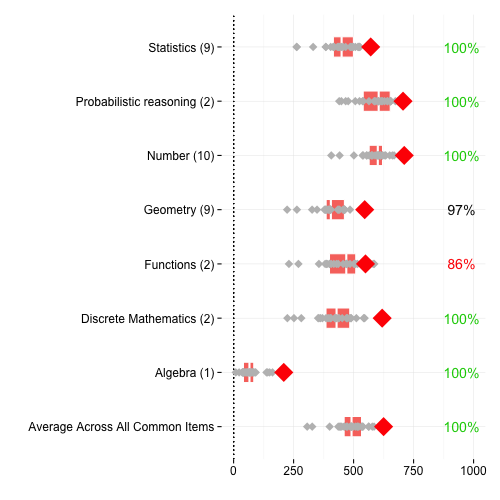 Statistics (9) 100%
Probabilistic reasoning (2) 100%
Number (10) 100%
Geometry (9) 97%
Functions (2) 86%
Discrete Mathematics (2) 100%
Algebra (1) 100%
Average Across All Common Items 100%
0 250 500 750 1000